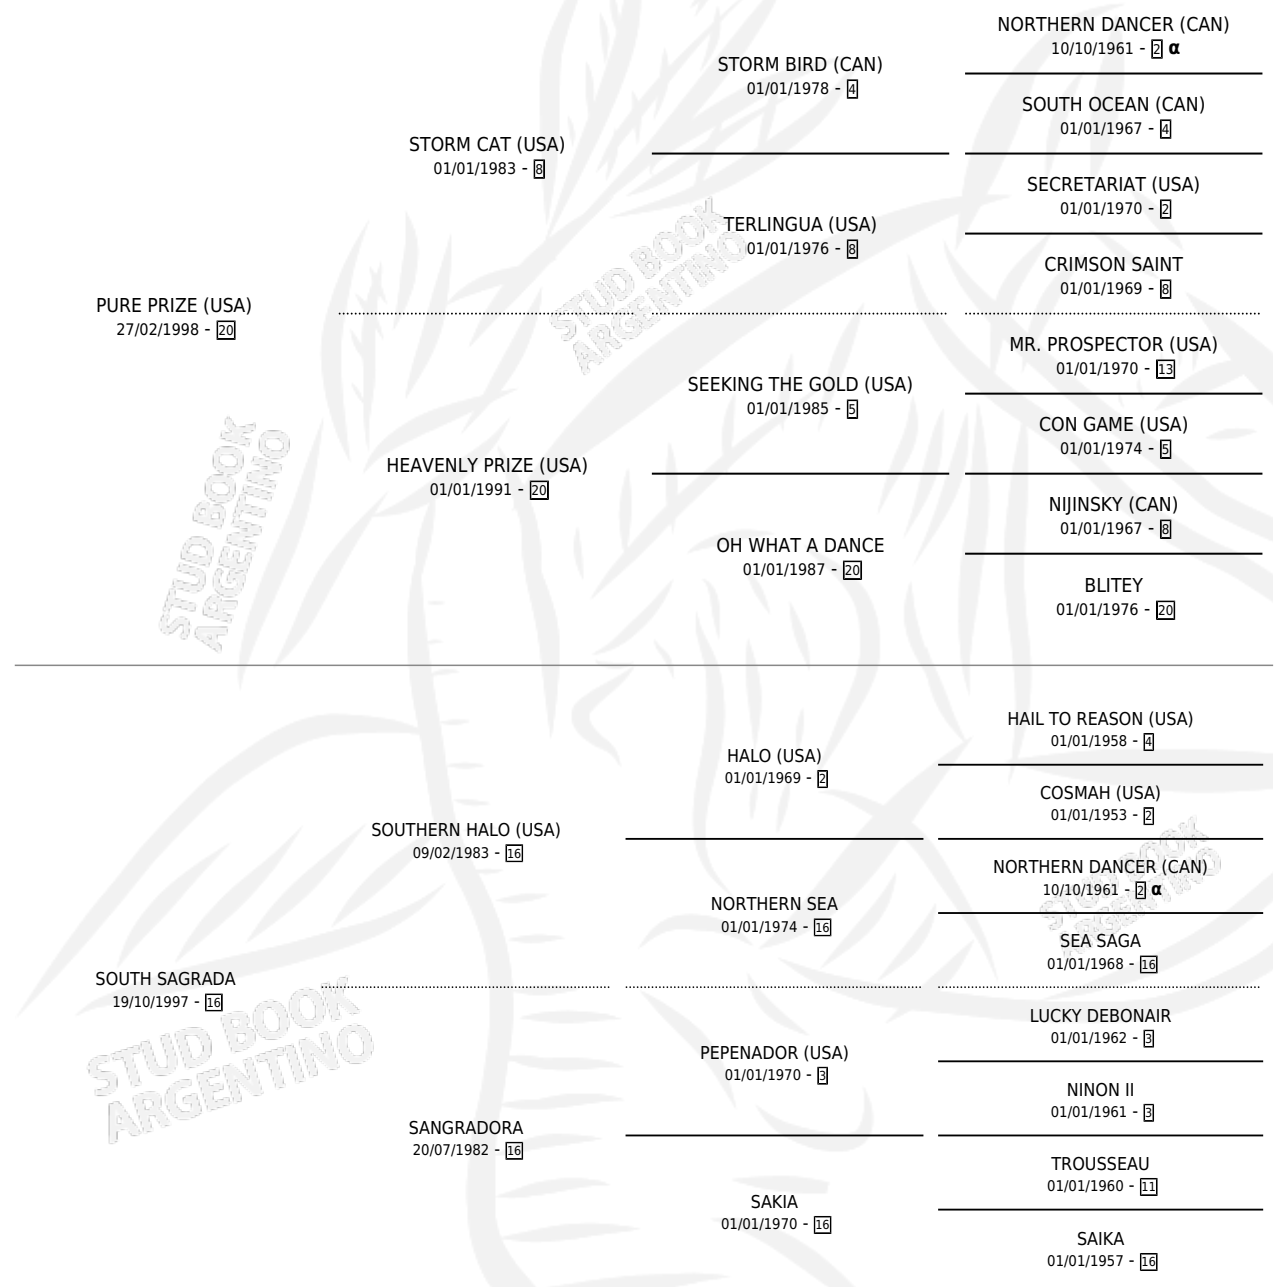 NORTHERN DANCER (CAN)
10/10/1961 - 2 α
STORM BIRD (CAN)
01/01/1978 - 4
SOUTH OCEAN (CAN)
01/01/1967 - 4
STORM CAT (USA)
01/01/1983 - 8
SECRETARIAT (USA)
01/01/1970 - 2
TERLINGUA (USA)
01/01/1976 - 8
CRIMSON SAINT
01/01/1969 - 8
STUD BOOK
ARGENTINO
PURE PRIZE (USA)
27/02/1998 - 20
MR. PROSPECTOR (USA)
01/01/1970 - 13
SEEKING THE GOLD (USA)
01/01/1985 - 5
CON GAME (USA)
01/01/1974 - 5
HEAVENLY PRIZE (USA)
01/01/1991 - 20
NIJINSKY (CAN)
01/01/1967 - 8
OH WHAT A DANCE
01/01/1987 - 20
BLITEY
01/01/1976 - 20
STUD BOOK
ARGENTINO
HAIL TO REASON (USA)
01/01/1958 - 4
HALO (USA)
01/01/1969 - 2
COSMAH (USA)
01/01/1953 - 2
SOUTHERN HALO (USA)
09/02/1983 - 16
NORTHERN DANCER (CAN)
10/10/1961 - 2 α
NORTHERN SEA
01/01/1974 - 16
SEA SAGA
01/01/1968 - 16
STUD BOOK
ARGENTINO
SOUTH SAGRADA
19/10/1997 - 16
LUCKY DEBONAIR
01/01/1962 - 3
PEPENADOR (USA)
01/01/1970 - 3
NINON II
01/01/1961 - 3
STUD BOOK
ARGENTINO
SANGRADORA
20/07/1982 - 16
TROUSSEAU
01/01/1960 - 11
SAKIA
01/01/1970 - 16
SAIKA
01/01/1957 - 16